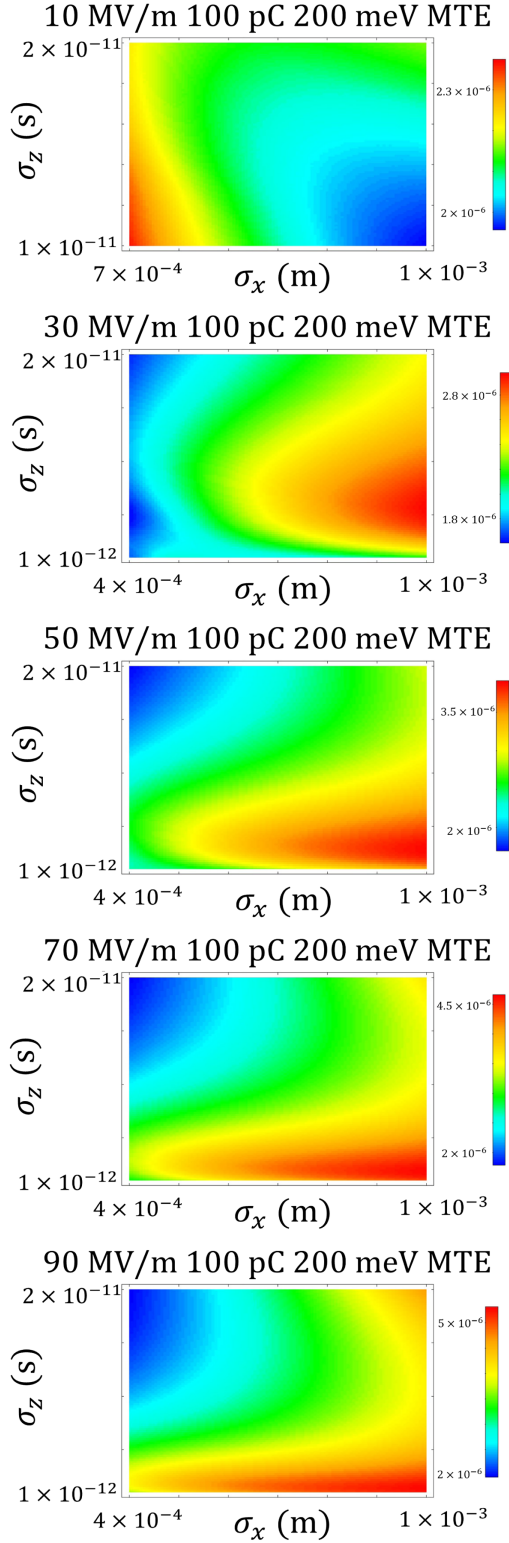 10 MV/m 100 pC 200 meV MTE
2 × 10⁻¹¹
2.3 × 10⁻⁶
σz (s)
2 × 10⁻⁶
1 × 10⁻¹¹
7 × 10⁻⁴ σx (m) 1 × 10⁻³
30 MV/m 100 pC 200 meV MTE
2 × 10⁻¹¹
2.8 × 10⁻⁶
σz (s)
1.8 × 10⁻⁶
1 × 10⁻¹²
4 × 10⁻⁴ σx (m) 1 × 10⁻³
50 MV/m 100 pC 200 meV MTE
2 × 10⁻¹¹
3.5 × 10⁻⁶
σz (s)
2 × 10⁻⁶
1 × 10⁻¹²
4 × 10⁻⁴ σx (m) 1 × 10⁻³
70 MV/m 100 pC 200 meV MTE
2 × 10⁻¹¹
4.5 × 10⁻⁶
σz (s)
2 × 10⁻⁶
1 × 10⁻¹²
4 × 10⁻⁴ σx (m) 1 × 10⁻³
90 MV/m 100 pC 200 meV MTE
2 × 10⁻¹¹
5 × 10⁻⁶
σz (s)
2 × 10⁻⁶
1 × 10⁻¹²
4 × 10⁻⁴ σx (m) 1 × 10⁻³